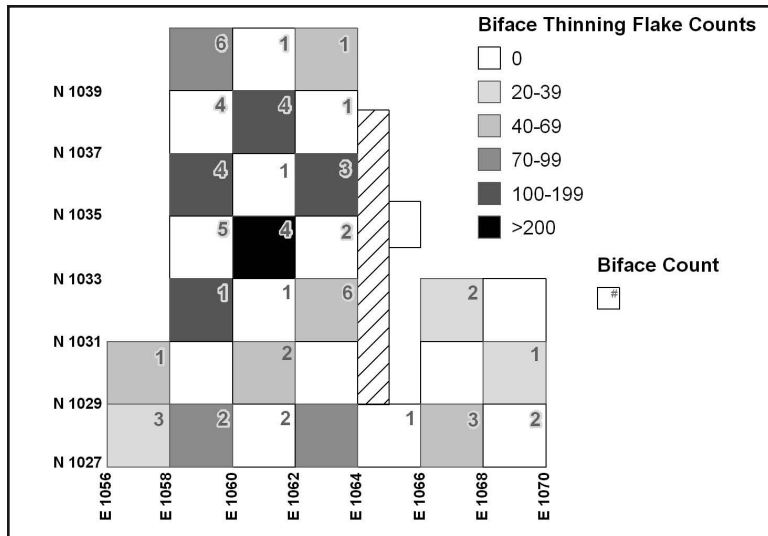 Biface Thinning Flake Counts
0
20-39
40-69
70-99
100-199
>200
Biface Count
#
6 1 1
N 1039
4 4 1
N 1037
4 1 3
N 1035
5 4 2
N 1033
1 1 6 2
N 1031
1 2 1
N 1029
3 2 2 1 3 2
N 1027
E 1056
E 1058
E 1060
E 1062
E 1064
E 1066
E 1068
E 1070